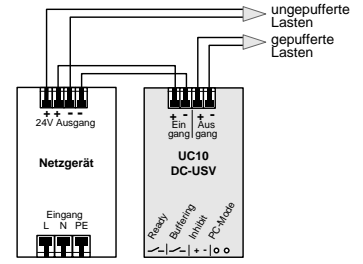 ungepufferte
Lasten
gepufferte
Lasten
+ + - -
24V Ausgang
+ - + -
Ein Aus
gang gang
Netzgerät
UC10
DC-USV
Eingang
L N PE
Ready
Buffering
Inhibit
PC-Mode
+ -